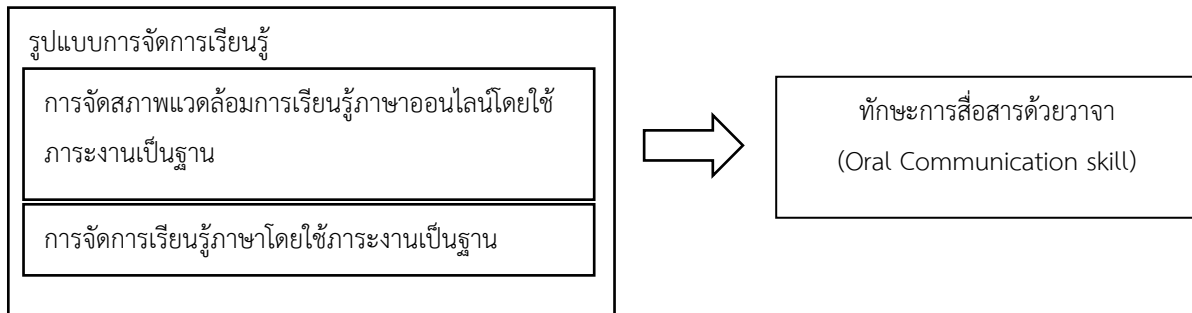 รูปแบบการจัดการเรียนรู้
การจัดสภาพแวดล้อมการเรียนรู้ภาษาออนไลน์โดยใช้
ภาระงานเป็นฐาน
การจัดการเรียนรู้ภาษาโดยใช้ภาระงานเป็นฐาน
ทักษะการสื่อสารด้วยวาจา
(Oral Communication skill)